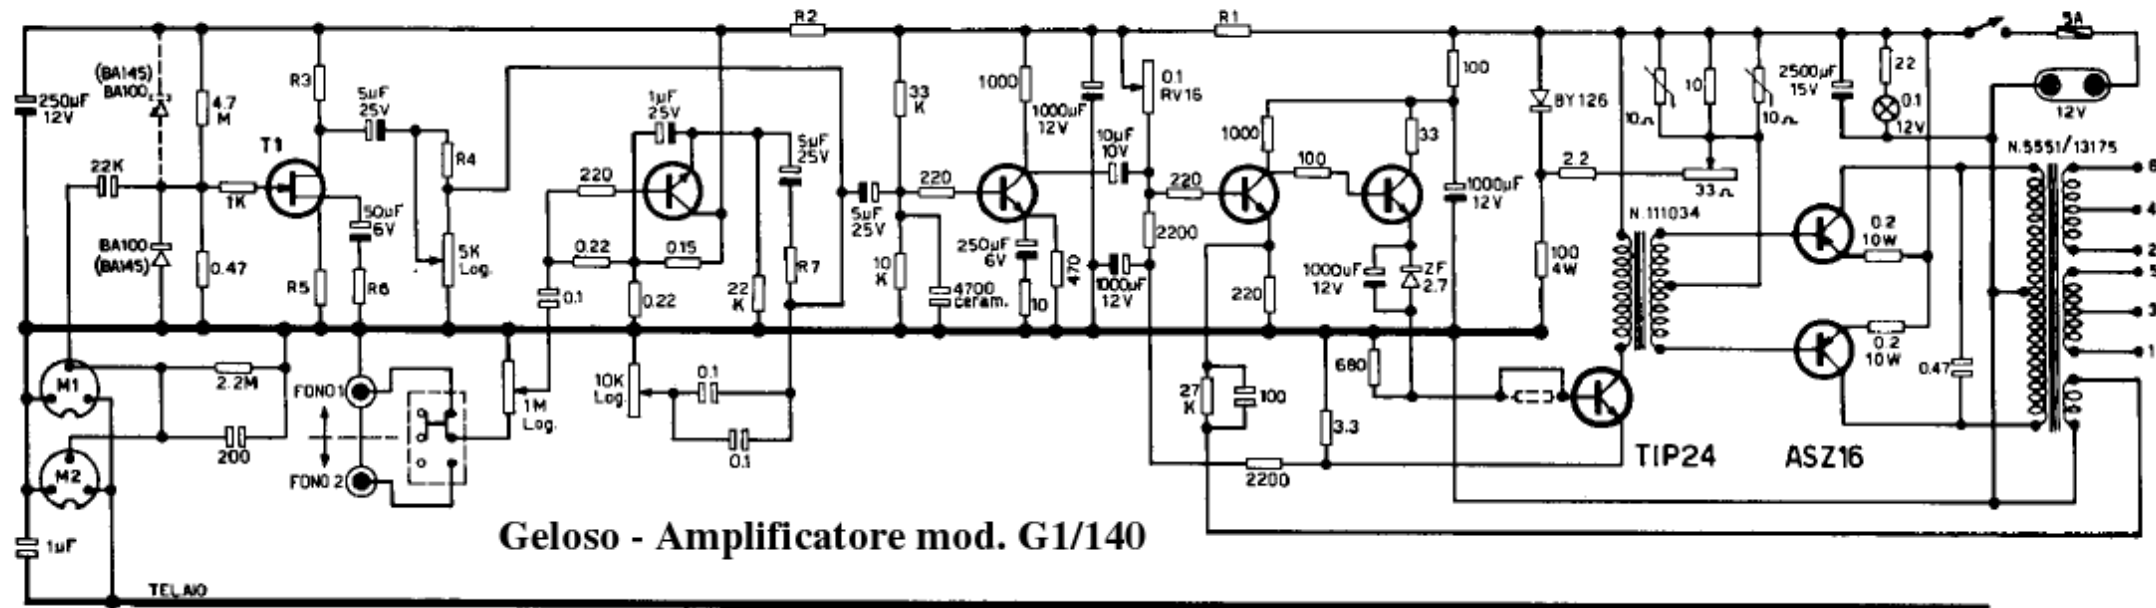 R2
R1
5A
(BA145)
BA100
250µF
12V
4.7
M
R3
5µF
25V
1µF
25V
33
K
1000
1000µF
12V
0.1
RV16
100
BY126
10Ω
10
10Ω
2500µF
15V
22
0.1
12V
12V
T1
22K
1K
50µF
6V
R4
220
5µF
25V
5µF
25V
220
10µF
10V
1000
100
33
220
1000µF
12V
2.2
33Ω
N.5551/13175
6
4
2
5
3
1
BA100
(BA145)
0.47
R5
R6
5K
Log.
0.22
0.15
0.1
0.22
22
K
R7
10
K
4700
ceram.
250µF
6V
10
470
2200
1000µF
12V
220
1000µF
12V
ZF
2.7
100
4W
N.111034
0.2
10W
0.2
10W
0.47
M1
2.2M
FONO1
1M
Log.
10K
Log.
0.1
0.1
27
K
100
680
3.3
M2
200
FONO 2
2200
TIP24
ASZ16
1µF
Geloso - Amplificatore mod. G1/140
TELAIO